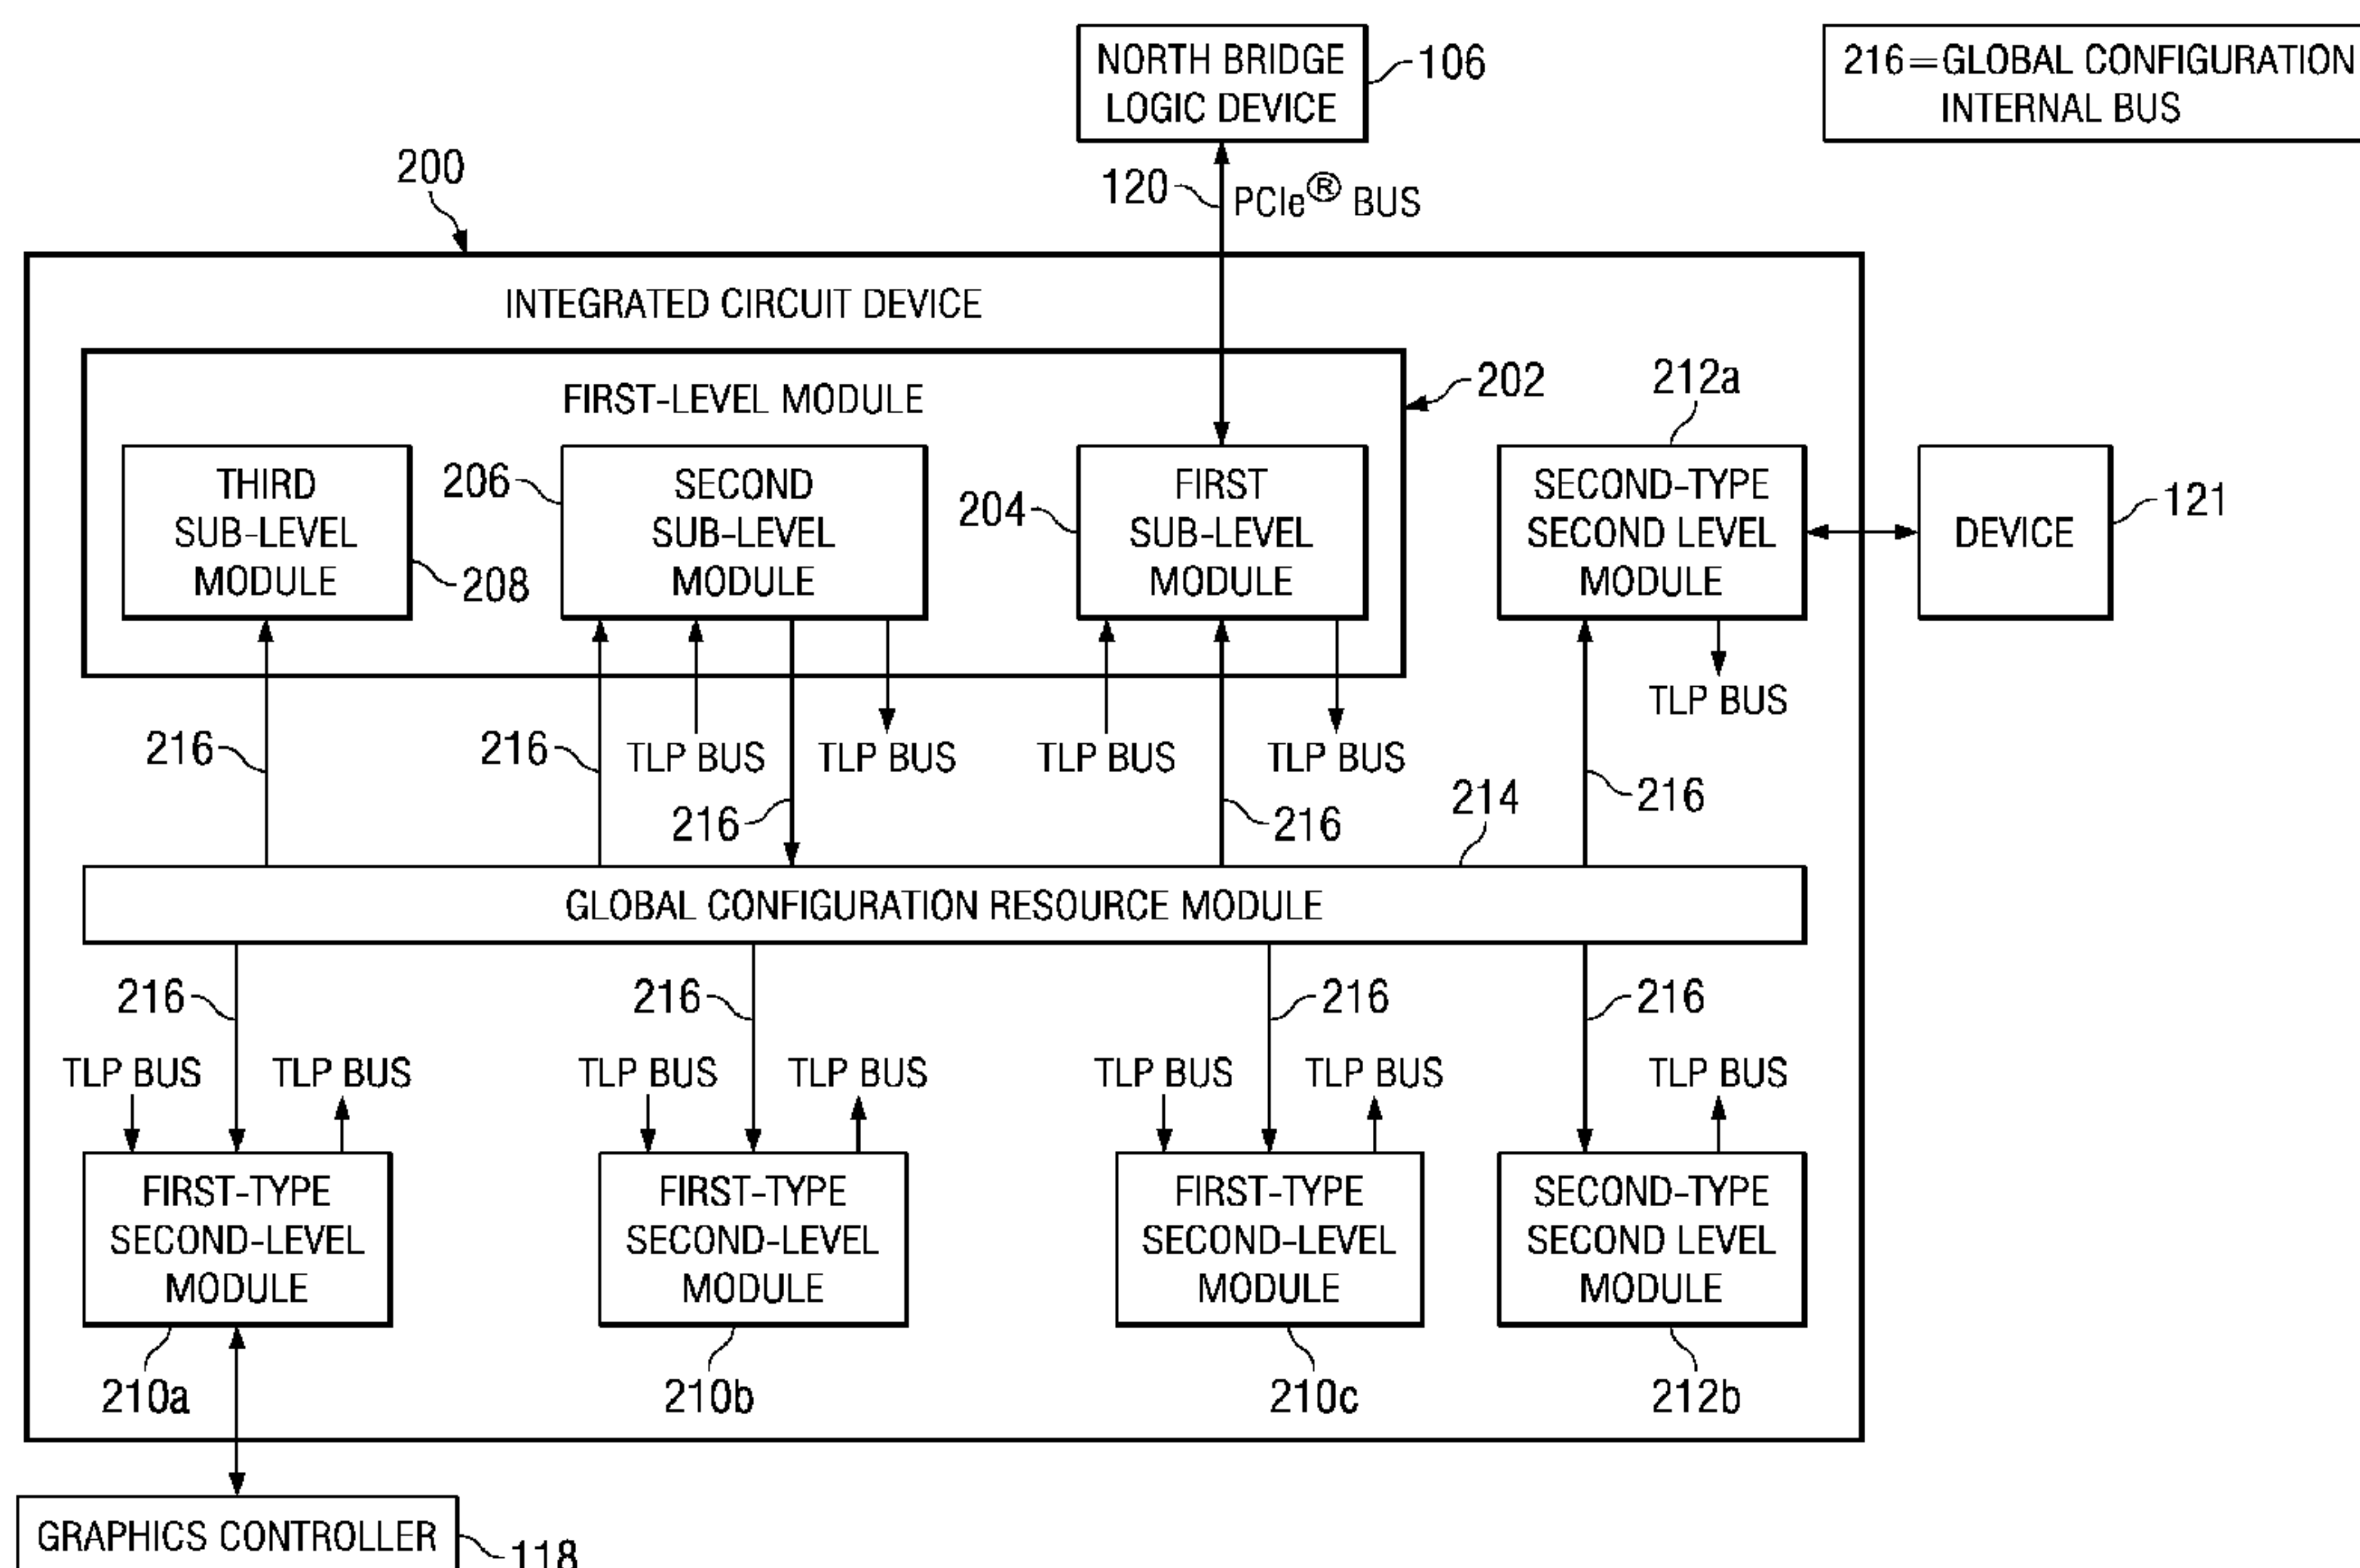 NORTH BRIDGE
LOGIC DEVICE
106
216=GLOBAL CONFIGURATION
INTERNAL BUS
200
120
PCIe® BUS
INTEGRATED CIRCUIT DEVICE
FIRST-LEVEL MODULE
202
212a
THIRD
SUB-LEVEL
MODULE
208
206
SECOND
SUB-LEVEL
MODULE
204
FIRST
SUB-LEVEL
MODULE
SECOND-TYPE
SECOND LEVEL
MODULE
DEVICE
121
TLP BUS
216
216
TLP BUS
TLP BUS
TLP BUS
TLP BUS
216
216
214
216
GLOBAL CONFIGURATION RESOURCE MODULE
216
216
216
216
TLP BUS
TLP BUS
TLP BUS
TLP BUS
TLP BUS
TLP BUS
TLP BUS
FIRST-TYPE
SECOND-LEVEL
MODULE
FIRST-TYPE
SECOND-LEVEL
MODULE
FIRST-TYPE
SECOND-LEVEL
MODULE
SECOND-TYPE
SECOND LEVEL
MODULE
210a
210b
210c
212b
GRAPHICS CONTROLLER
118